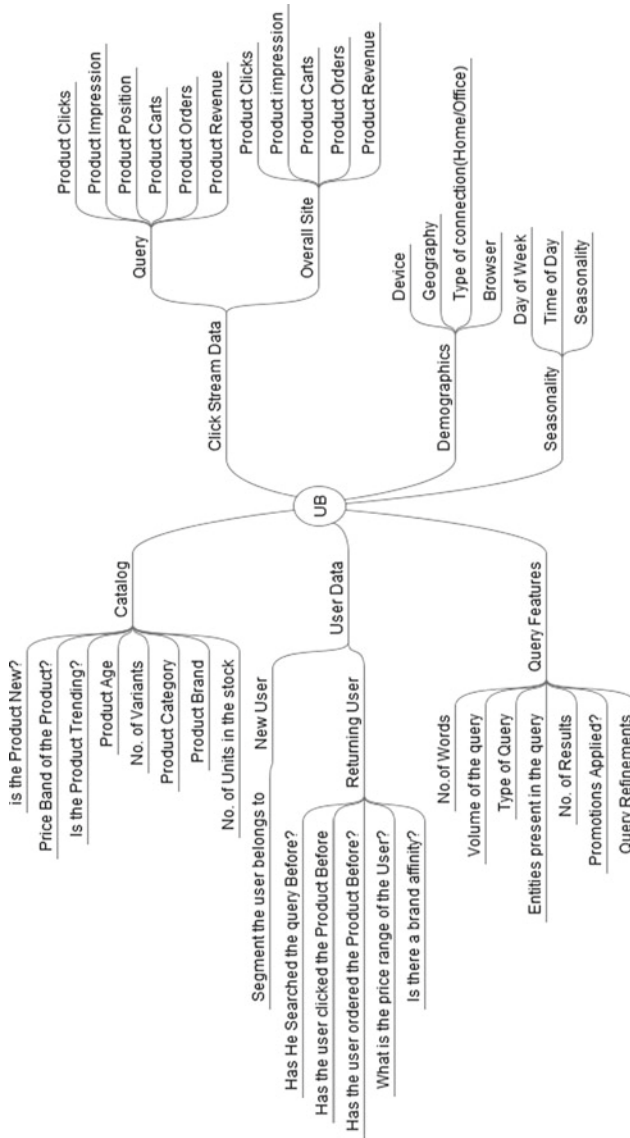 UB
Catalog
is the Product New?
Price Band of the Product?
Is the Product Trending?
Product Age
No. of Variants
Product Category
Product Brand
No. of Units in the stock
User Data
New User
Segment the user belongs to
Returning User
Has He Searched the query Before?
Has the user clicked the Product Before
Has the user ordered the Product Before?
What is the price range of the User?
Is there a brand affinity?
Query Features
No.of Words
Volume of the query
Type of Query
Entities present in the query
No. of Results
Promotions Applied?
Query Refinements
Click Stream Data
Query
Product Clicks
Product Impression
Product Position
Product Carts
Product Orders
Product Revenue
Overall Site
Product Clicks
Product impression
Product Carts
Product Orders
Product Revenue
Demographics
Device
Geography
Type of connection(Home/Office)
Browser
Seasonality
Day of Week
Time of Day
Seasonality